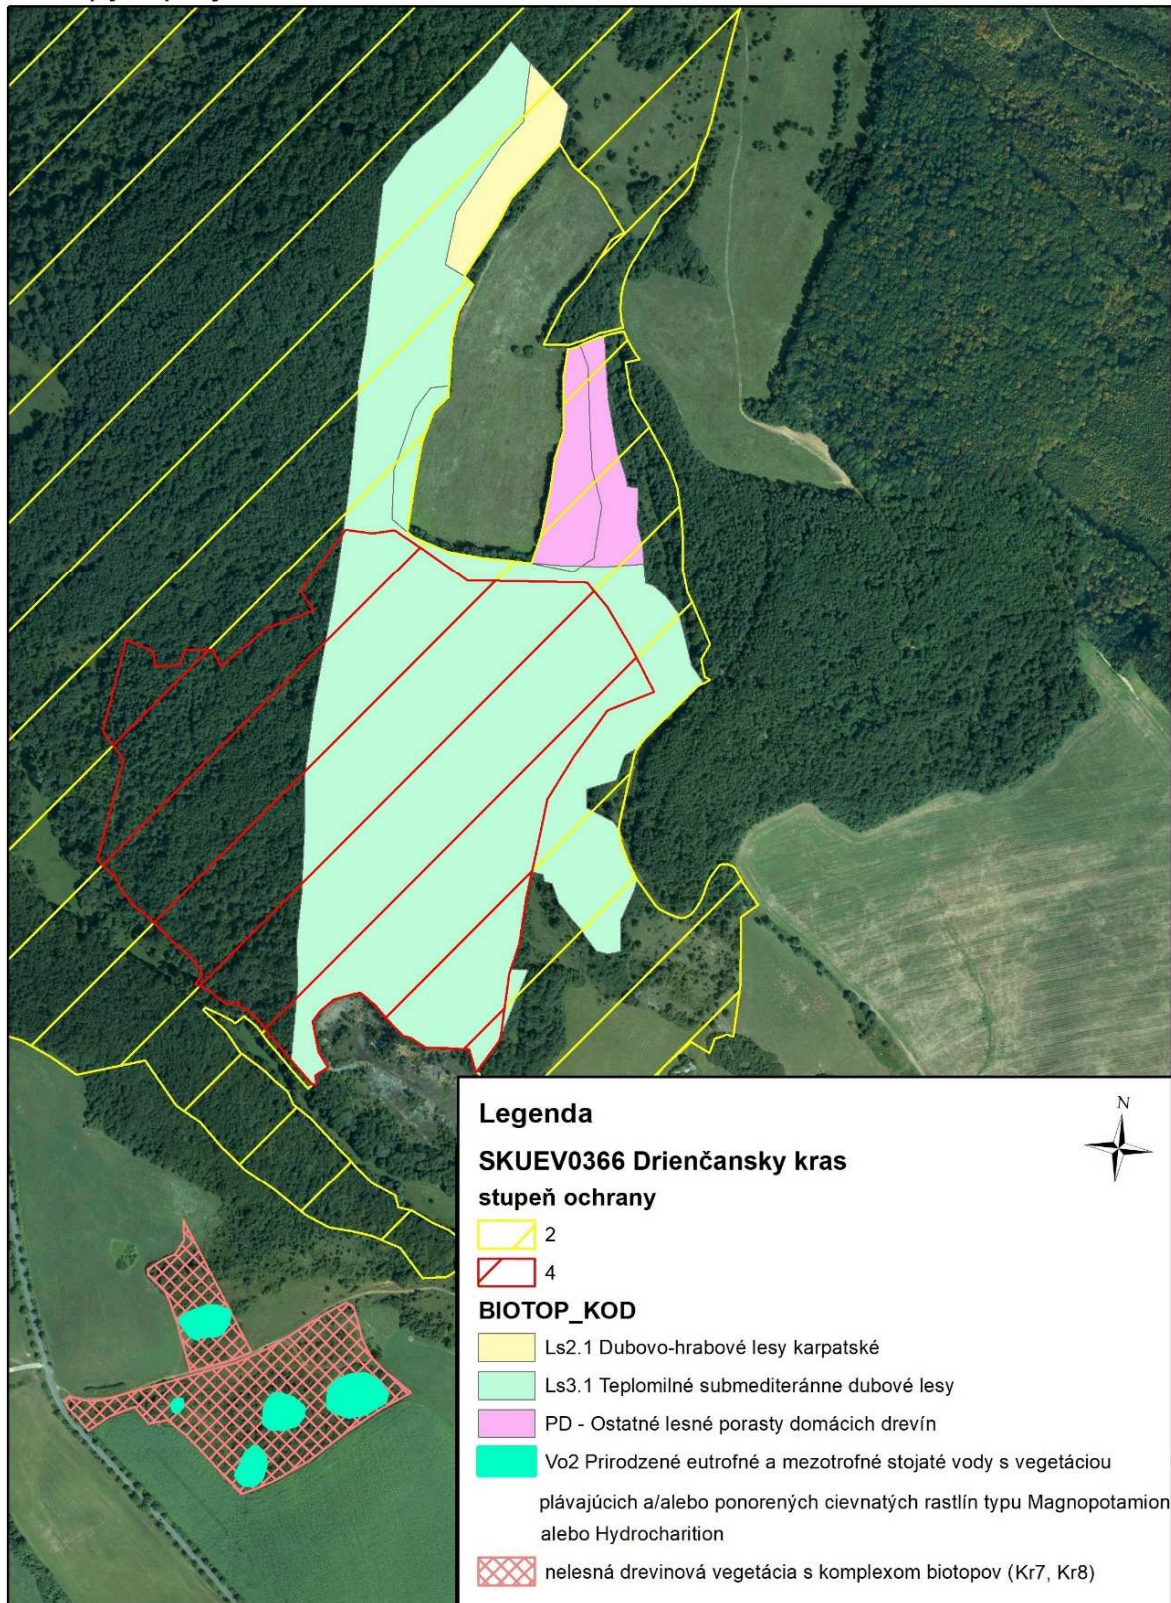 Legenda
N
SKUEV0366 Drienčansky kras
stupeň ochrany
2
4
BIOTOP_KOD
Ls2.1 Dubovo-hrabové lesy karpatské
Ls3.1 Teplomilné submediteránne dubové lesy
PD - Ostatné lesné porasty domácich drevín
Vo2 Prirodzené eutrofné a mezotrofné stojaté vody s vegetáciou
plávajúcich a/alebo ponorených cievnatých rastlín typu Magnopotamion
alebo Hydrocharition
nelesná drevinová vegetácia s komplexom biotopov (Kr7, Kr8)